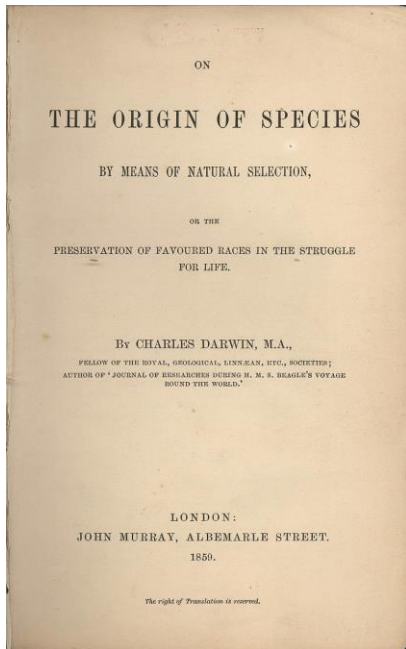 ON
THE ORIGIN OF SPECIES
BY MEANS OF NATURAL SELECTION,
OR THE
PRESERVATION OF FAVOURED RACES IN THE STRUGGLE
FOR LIFE.
BY CHARLES DARWIN, M.A.,
FELLOW OF THE ROYAL, GEOLOGICAL, LINNÆAN, ETC., SOCIETIES;
AUTHOR OF ‘JOURNAL OF RESEARCHES DURING H. M. S. BEAGLE’S VOYAGE
ROUND THE WORLD.’
LONDON:
JOHN MURRAY, ALBEMARLE STREET.
1859.
The right of Translation is reserved.